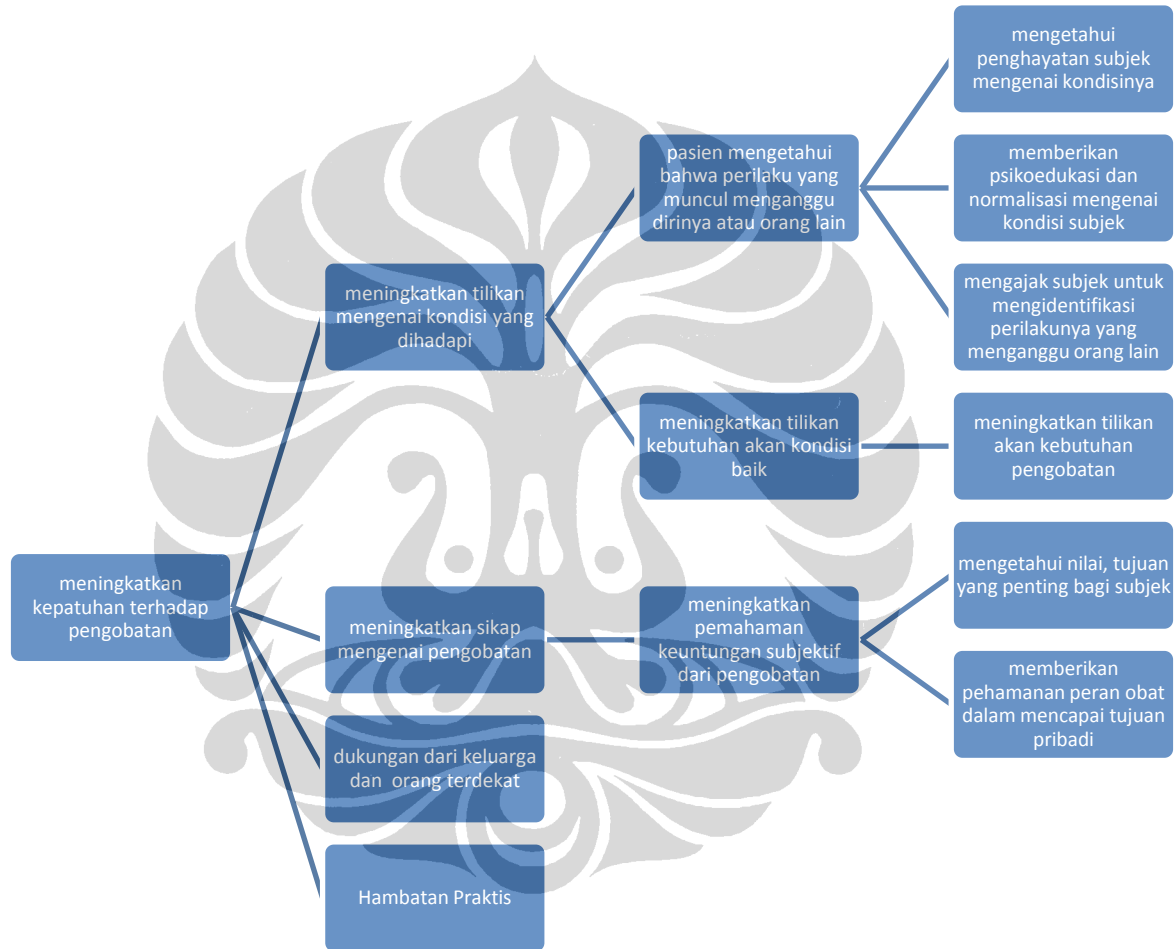 mengetahui
penghayatan subjek
mengenai kondisinya
pasien mengetahui
bahwa perilaku yang
muncul menganggu
dirinya atau orang lain
memberikan
psikoedukasi dan
normalisasi mengenai
kondisi subjek
meningkatkan tilikan
mengenai kondisi yang
dihadapi
mengajak subjek untuk
mengidentifikasi
perilakunya yang
menganggu orang lain
meningkatkan tilikan
kebutuhan akan kondisi
baik
meningkatkan tilikan
akan kebutuhan
pengobatan
meningkatkan
kepatuhan terhadap
pengobatan
meningkatkan sikap
mengenai pengobatan
meningkatkan
pemahaman
keuntungan subjektif
dari pengobatan
mengetahui nilai, tujuan
yang penting bagi subjek
memberikan
pehamanan peran obat
dalam mencapai tujuan
pribadi
dukungan dari keluarga
dan orang terdekat
Hambatan Praktis